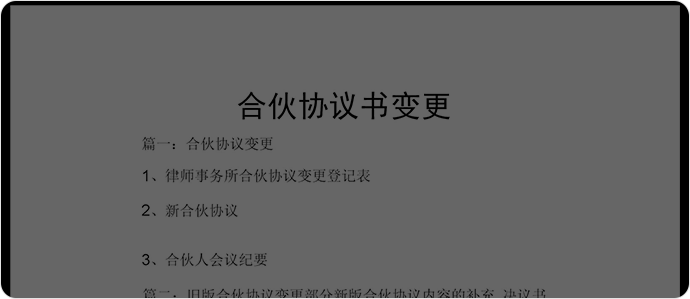 合伙协议书变更
篇一：合伙协议变更
1、律师事务所合伙协议变更登记表
2、新合伙协议
3、合伙人会议纪要
篇二：旧版合伙协议变更部分新版合伙协议内容的补充 决议书